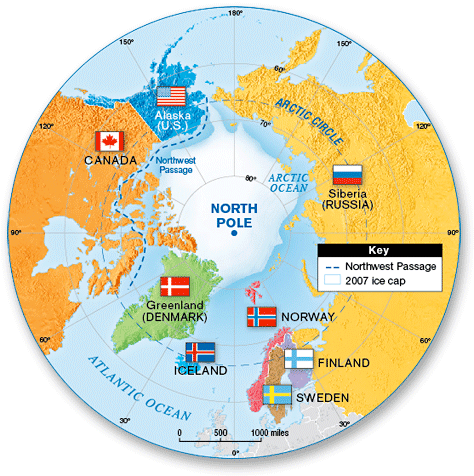 180°
150°
150°
60°
Alaska
(U.S.)
ARCTIC CIRCLE
120°
120°
70°
CANADA
Northwest
Passage
ARCTIC
OCEAN
80°
Siberia
(RUSSIA)
NORTH
POLE
90°
90°
Key
Northwest Passage
2007 ice cap
Greenland
(DENMARK)
NORWAY
60°
60°
ICELAND
FINLAND
ATLANTIC OCEAN
SWEDEN
30°
30°
0 500 1000 miles
0°